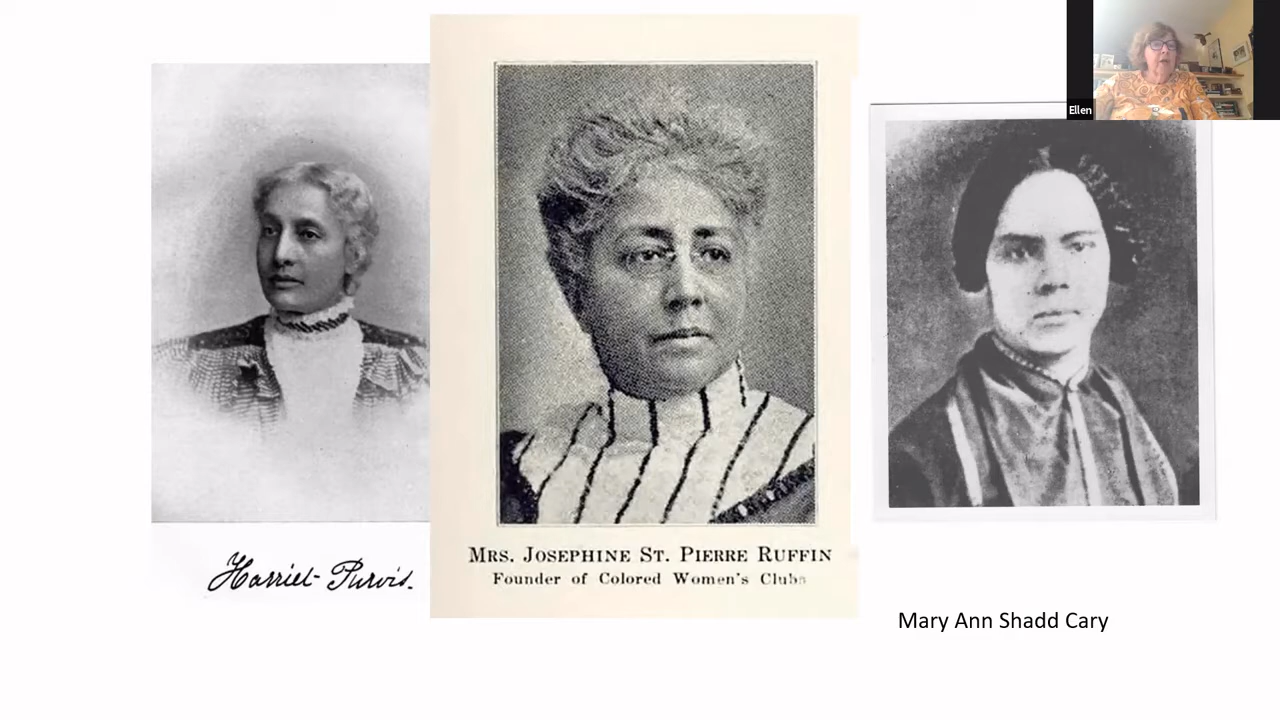 Ellen
Harriet Purvis.
MRS. JOSEPHINE ST. PIERRE RUFFIN
Founder of Colored Women's Clubs
Mary Ann Shadd Cary